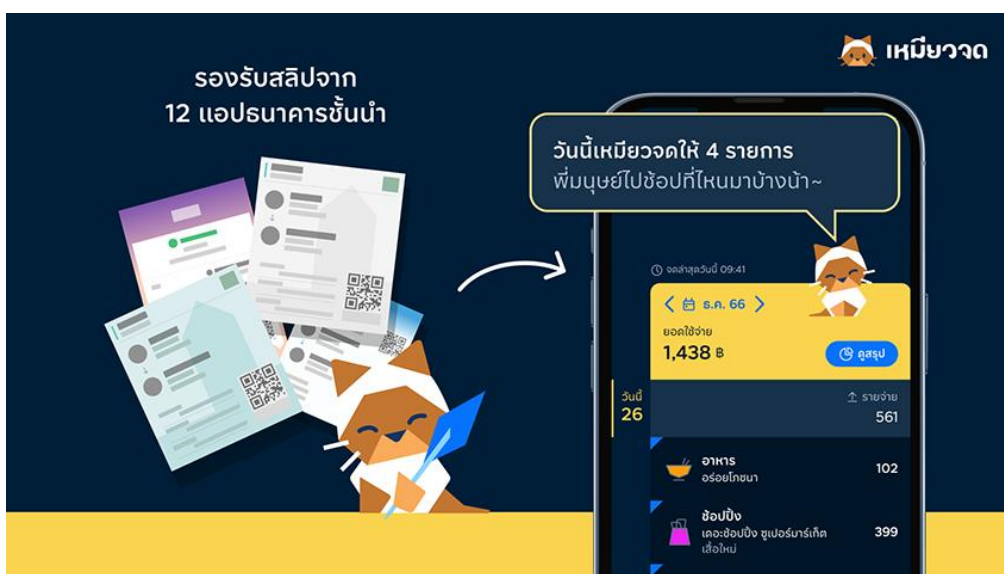 เหมียวจด
รองรับสลิปจาก
12 แอปธนาคารชั้นนำ
วันนี้เหมียวจดให้ 4 รายการ
พี่มนุษย์ไปช้อปที่ไหนมาบ้างน้า~
จดล่าสุดวันนี้ 09:41
ธ.ค. 66
ยอดใช้จ่าย
1,438 ฿
ดูสรุป
วันนี้
26
รายจ่าย
561
อาหาร
อร่อยโภชนา
102
ช้อปปิ้ง
เดอะช้อปปิ้ง ซูเปอร์มาร์เก็ต
เสื้อใหม่
399